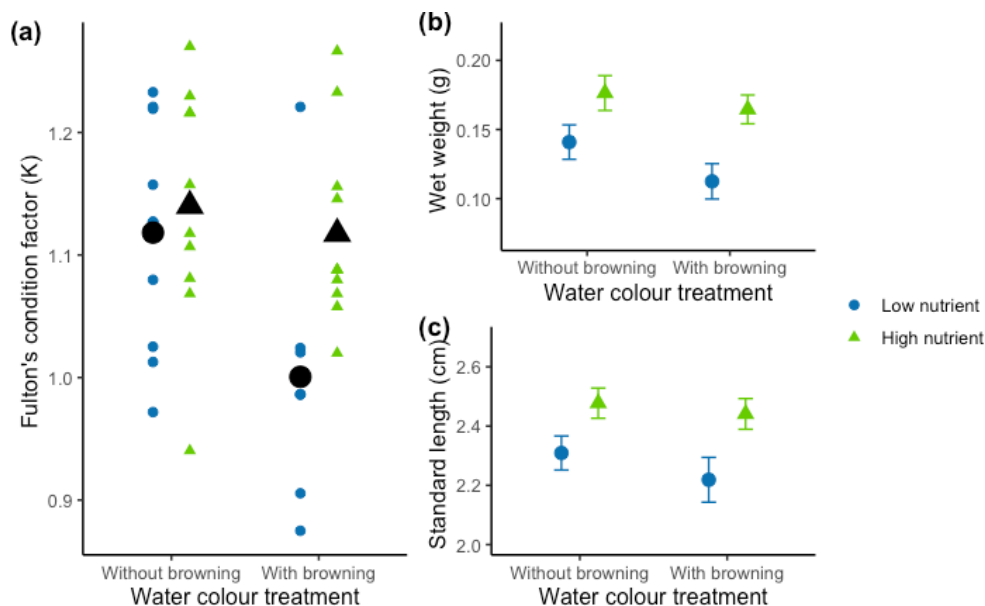 (a)
Fulton's condition factor (K)
1.2
1.1
1.0
0.9
Without browning
With browning
Water colour treatment
(b)
Wet weight (g)
0.20
0.15
0.10
Without browning
With browning
Water colour treatment
(c)
Standard length (cm)
2.6
2.4
2.2
2.0
Without browning
With browning
Water colour treatment
Low nutrient
High nutrient